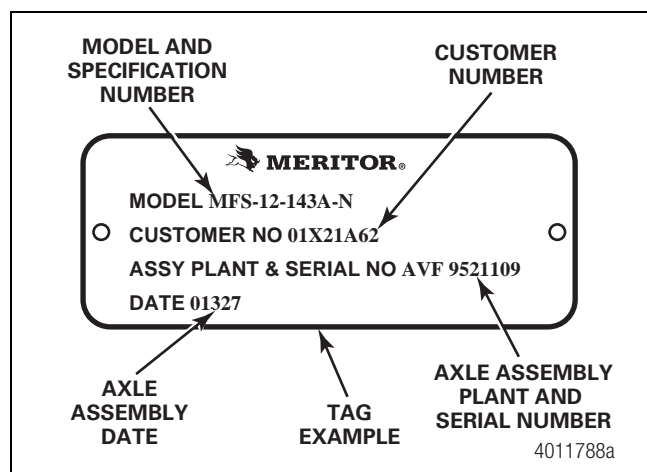 MODEL AND
SPECIFICATION
NUMBER
CUSTOMER
NUMBER
MERITOR®
MODEL MFS-12-143A-N
CUSTOMER NO 01X21A62
ASSY PLANT & SERIAL NO AVF 9521109
DATE 01327
AXLE
ASSEMBLY
DATE
TAG
EXAMPLE
AXLE ASSEMBLY
PLANT AND
SERIAL NUMBER
4011788a